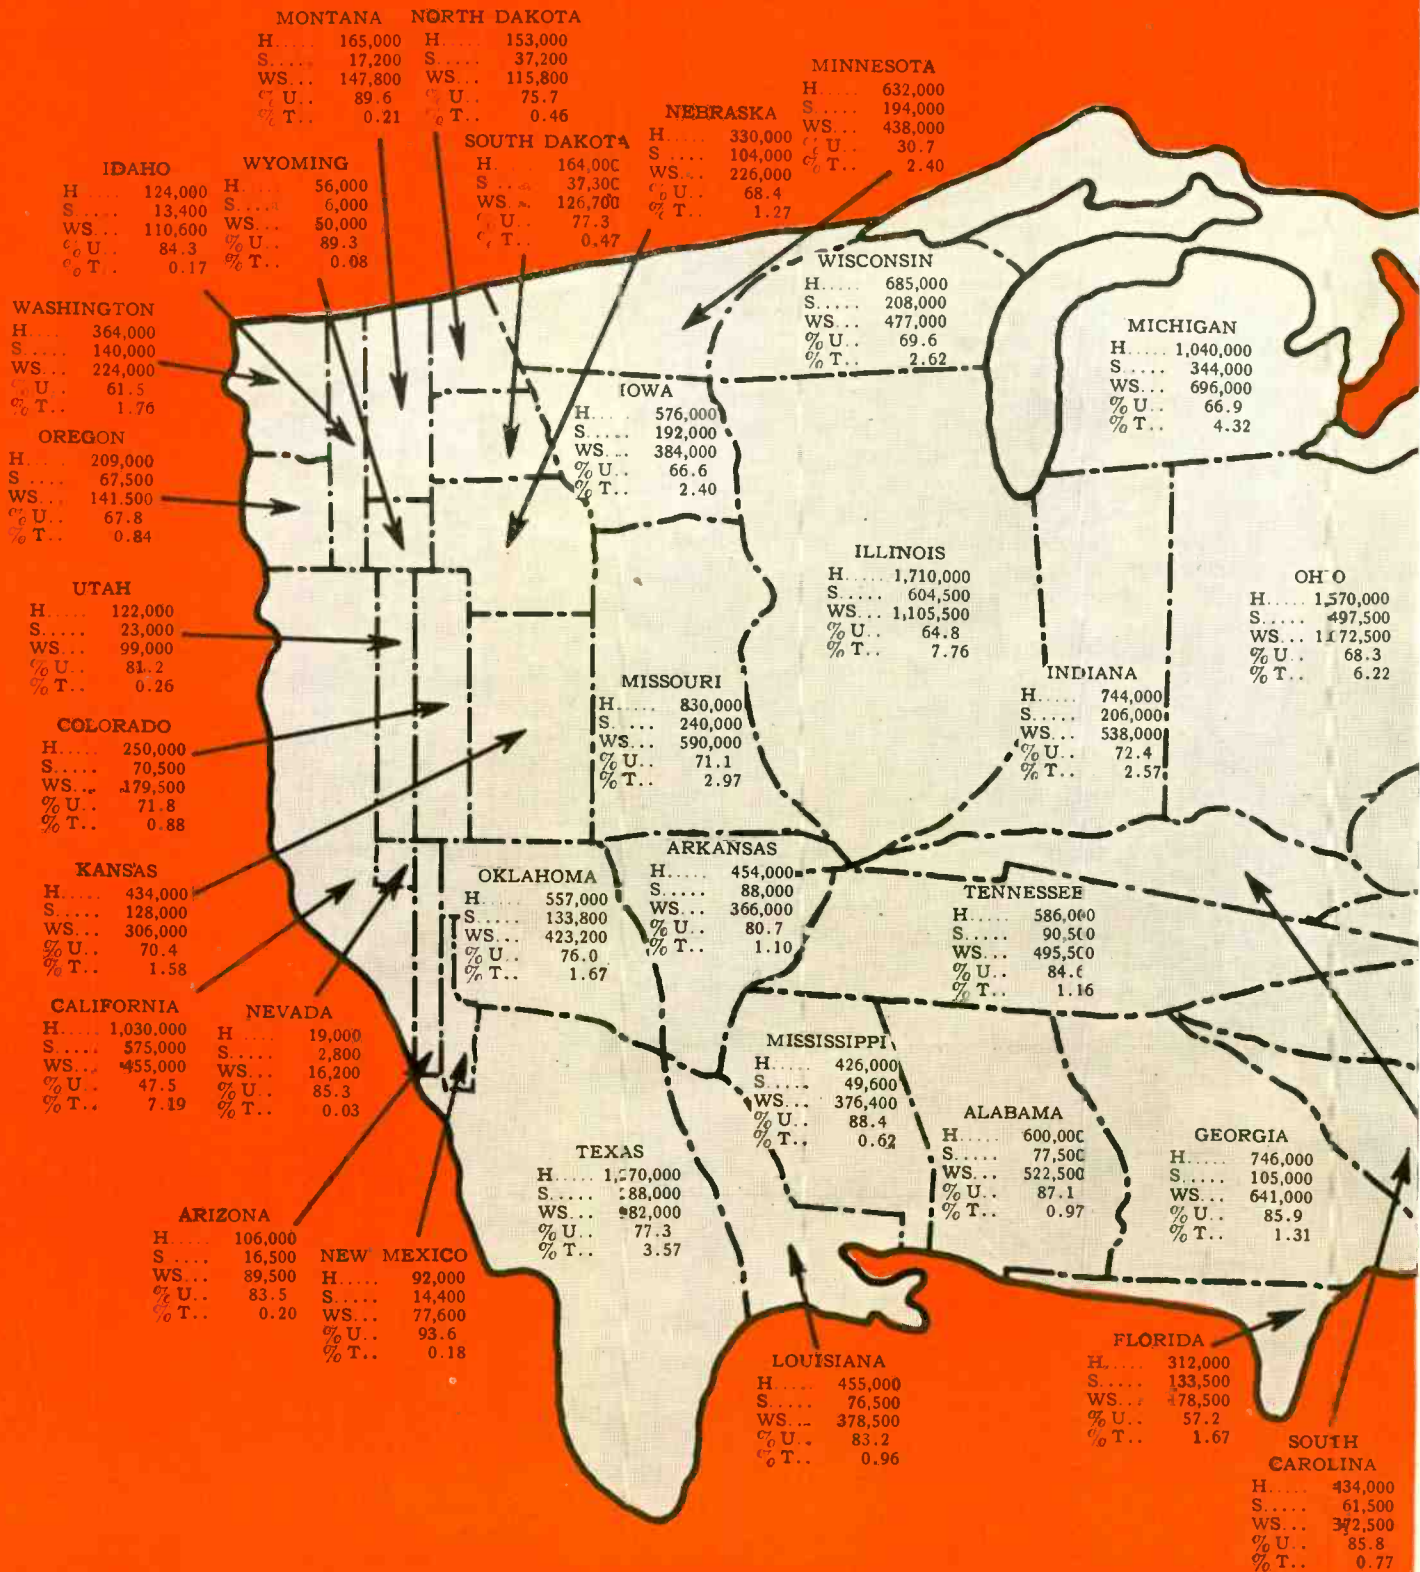 MONTANA
H..... 165,000
S..... 17,200
WS... 147,800
% U.. 89.6
% T.. 0.21
NORTH DAKOTA
H..... 153,000
S..... 37,200
WS... 115,800
% U.. 75.7
% T.. 0.46
MINNESOTA
H..... 632,000
S..... 194,000
WS... 438,000
% U.. 30.7
% T.. 2.40
NEBRASKA
H..... 330,000
S..... 104,000
WS... 226,000
% U.. 68.4
% T.. 1.27
SOUTH DAKOTA
H..... 164,000
S..... 37,300
WS... 126,700
% U.. 77.3
% T.. 0.47
IDAHO
H..... 124,000
S..... 13,400
WS... 110,600
% U.. 84.3
% T.. 0.17
WYOMING
H..... 56,000
S..... 6,000
WS... 50,000
% U.. 89.3
% T.. 0.08
WISCONSIN
H..... 685,000
S..... 208,000
WS... 477,000
% U.. 69.6
% T.. 2.62
WASHINGTON
H..... 364,000
S..... 140,000
WS... 224,000
% U.. 61.5
% T.. 1.76
MICHIGAN
H..... 1,040,000
S..... 344,000
WS... 696,000
% U.. 66.9
% T.. 4.32
IOWA
H..... 576,000
S..... 192,000
WS... 384,000
% U.. 66.6
% T.. 2.40
OREGON
H..... 209,000
S..... 67,500
WS... 141,500
% U.. 67.8
% T.. 0.84
ILLINOIS
H..... 1,710,000
S..... 604,500
WS... 1,105,500
% U.. 64.8
% T.. 7.76
OHIO
H..... 1,570,000
S..... 497,500
WS... 1172,500
% U.. 68.3
% T.. 6.22
UTAH
H..... 122,000
S..... 23,000
WS... 99,000
% U.. 81.2
% T.. 0.26
MISSOURI
H..... 830,000
S..... 240,000
WS... 590,000
% U.. 71.1
% T.. 2.97
INDIANA
H..... 744,000
S..... 206,000
WS... 538,000
% U.. 72.4
% T.. 2.57
COLORADO
H..... 250,000
S..... 70,500
WS... 179,500
% U.. 71.8
% T.. 0.88
KANSAS
H..... 434,000
S..... 128,000
WS... 306,000
% U.. 70.4
% T.. 1.58
OKLAHOMA
H..... 557,000
S..... 133,800
WS... 423,200
% U.. 76.0
% T.. 1.67
ARKANSAS
H..... 454,000
S..... 88,000
WS... 366,000
% U.. 80.7
% T.. 1.10
TENNESSEE
H..... 586,000
S..... 90,500
WS... 495,500
% U.. 84.6
% T.. 1.16
CALIFORNIA
H..... 1,030,000
S..... 575,000
WS... 455,000
% U.. 47.5
% T.. 7.19
NEVADA
H..... 19,000
S..... 2,800
WS... 16,200
% U.. 85.3
% T.. 0.03
MISSISSIPPI
H..... 426,000
S..... 49,600
WS... 376,400
% U.. 88.4
% T.. 0.62
ALABAMA
H..... 600,000
S..... 77,500
WS... 522,500
% U.. 87.1
% T.. 0.97
GEORGIA
H..... 746,000
S..... 105,000
WS... 641,000
% U.. 85.9
% T.. 1.31
TEXAS
H.....
S.....
WS...
% U.. 77.3
% T.. 3.57
ARIZONA
H..... 106,000
S..... 16,500
WS... 89,500
% U.. 83.5
% T.. 0.20
NEW MEXICO
H..... 92,000
S..... 14,400
WS... 77,600
% U.. 93.6
% T.. 0.18
LOUISIANA
H..... 455,000
S..... 76,500
WS... 378,500
% U.. 83.2
% T.. 0.96
FLORIDA
H..... 312,000
S..... 133,500
WS... 178,500
% U.. 57.2
% T.. 1.67
SOUTH
CAROLINA
H..... 434,000
S..... 61,500
WS... 372,500
% U.. 85.8
% T.. 0.77